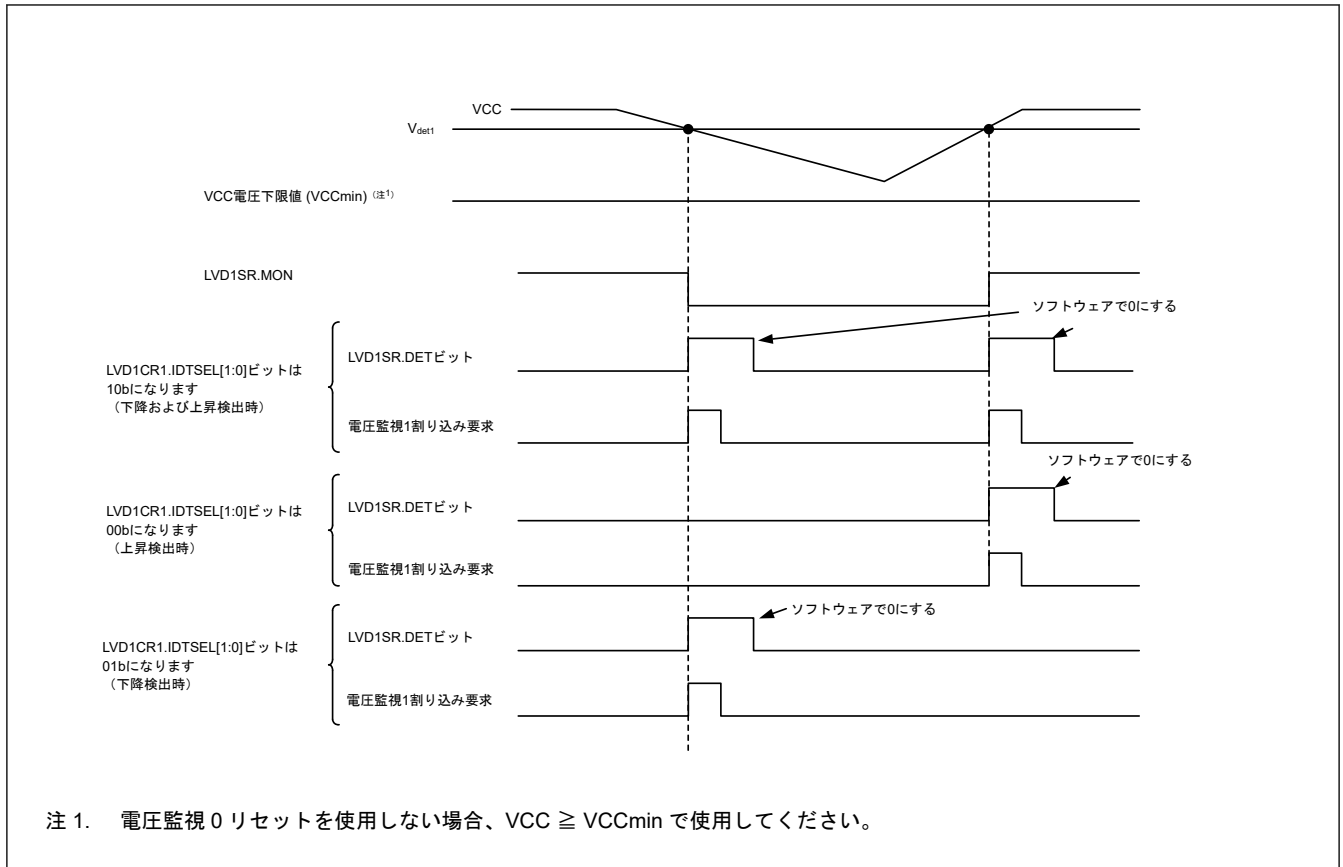 VCC
Vdet1
VCC電圧下限値 (VCCmin)（注1）
LVD1SR.MON
ソフトウェアで0にする
LVD1CR1.IDTSEL[1:0]ビットは
10bになります
（下降および上昇検出時）
LVD1SR.DETビット
電圧監視1割り込み要求
ソフトウェアで0にする
LVD1CR1.IDTSEL[1:0]ビットは
00bになります
（上昇検出時）
LVD1SR.DETビット
電圧監視1割り込み要求
ソフトウェアで0にする
LVD1CR1.IDTSEL[1:0]ビットは
01bになります
（下降検出時）
LVD1SR.DETビット
電圧監視1割り込み要求
注 1. 電圧監視 0 リセットを使用しない場合、VCC ≧ VCCmin で使用してください。